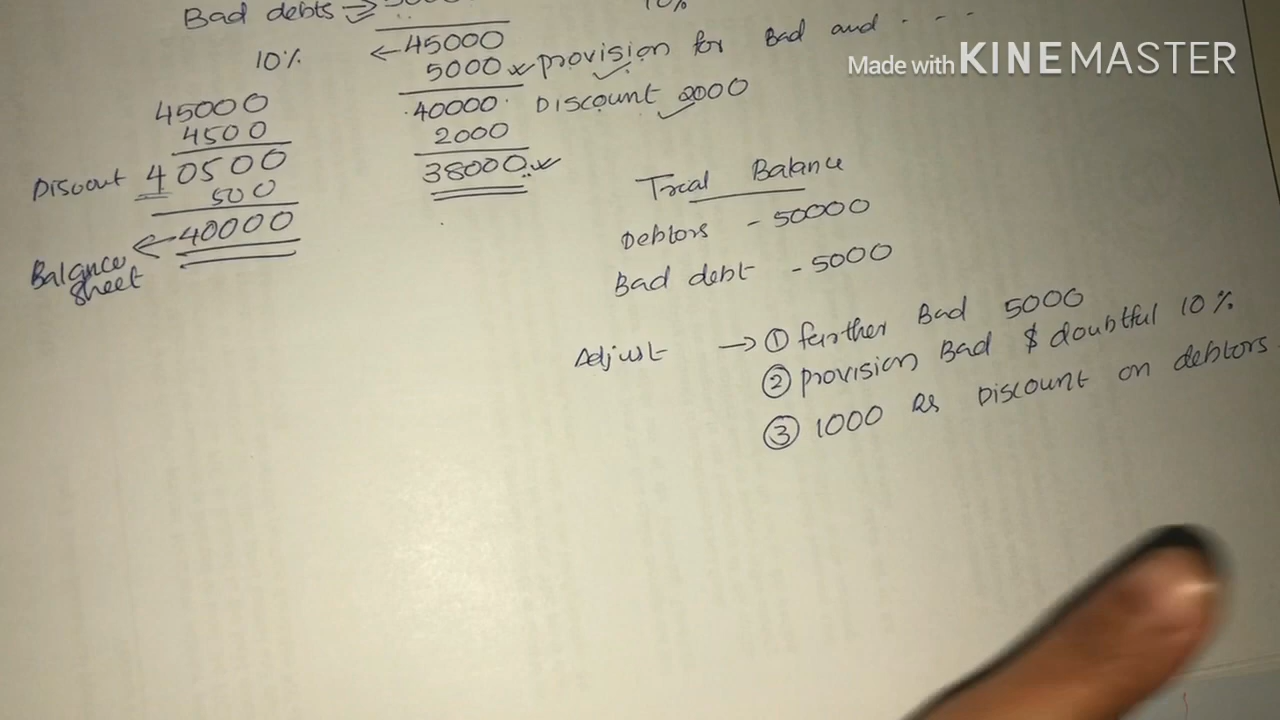 Bad debts
10%
10%
45000
5000 provision for Bad and ...
40000 Discount 2000
2000
38000
45000
4500
Discout 40500
500
40000
Balance
sheet
Trial Balance
Debtors - 50000
Bad debt - 5000
Adjust → ① further Bad 5000
② provision Bad $ doubtful 10%
③ 1000 Rs Discount on debtors
Made with KINEMASTER